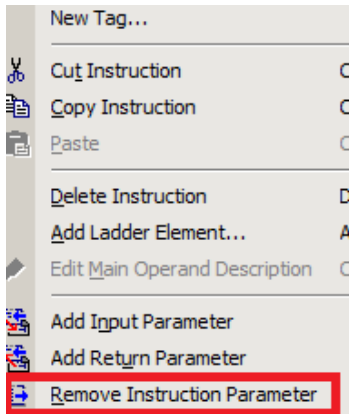 New Tag...
Cut Instruction C
Copy Instruction C
Paste C
Delete Instruction D
Add Ladder Element... A
Edit Main Operand Description C
Add Input Parameter
Add Return Parameter
Remove Instruction Parameter